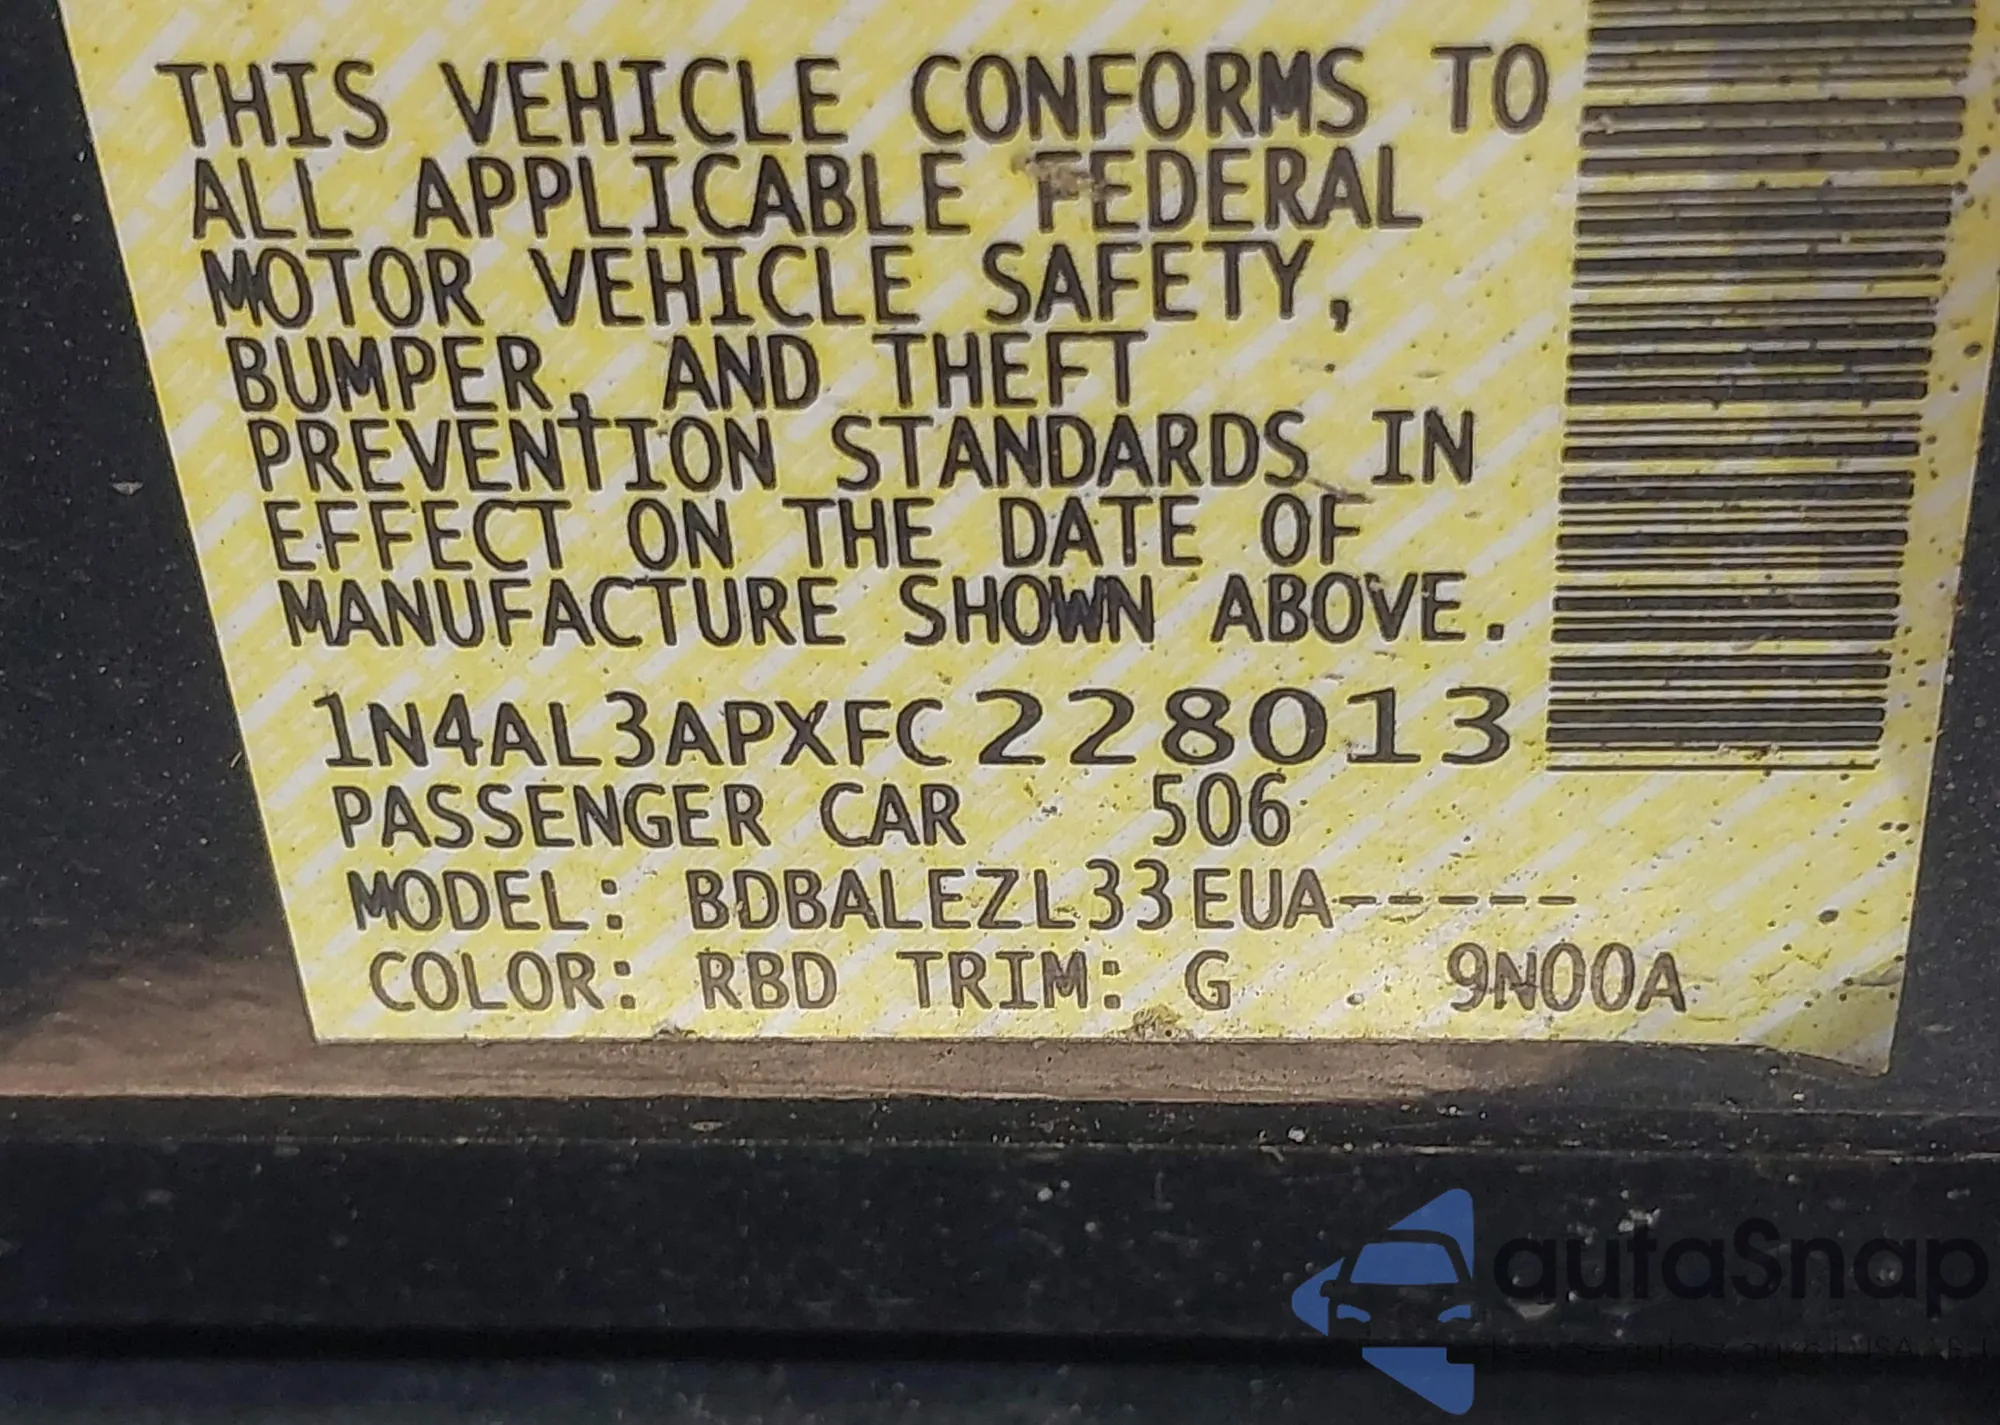 THIS VEHICLE CONFORMS TO
ALL APPLICABLE FEDERAL
MOTOR VEHICLE SAFETY,
BUMPER, AND THEFT
PREVENTION STANDARDS IN
EFFECT ON THE DATE OF
MANUFACTURE SHOWN ABOVE.
1N4AL3APXFC228013
PASSENGER CAR 506
MODEL: BDBALEZL33EUA-----
COLOR: RBD TRIM: G 9N00A
autaSnap